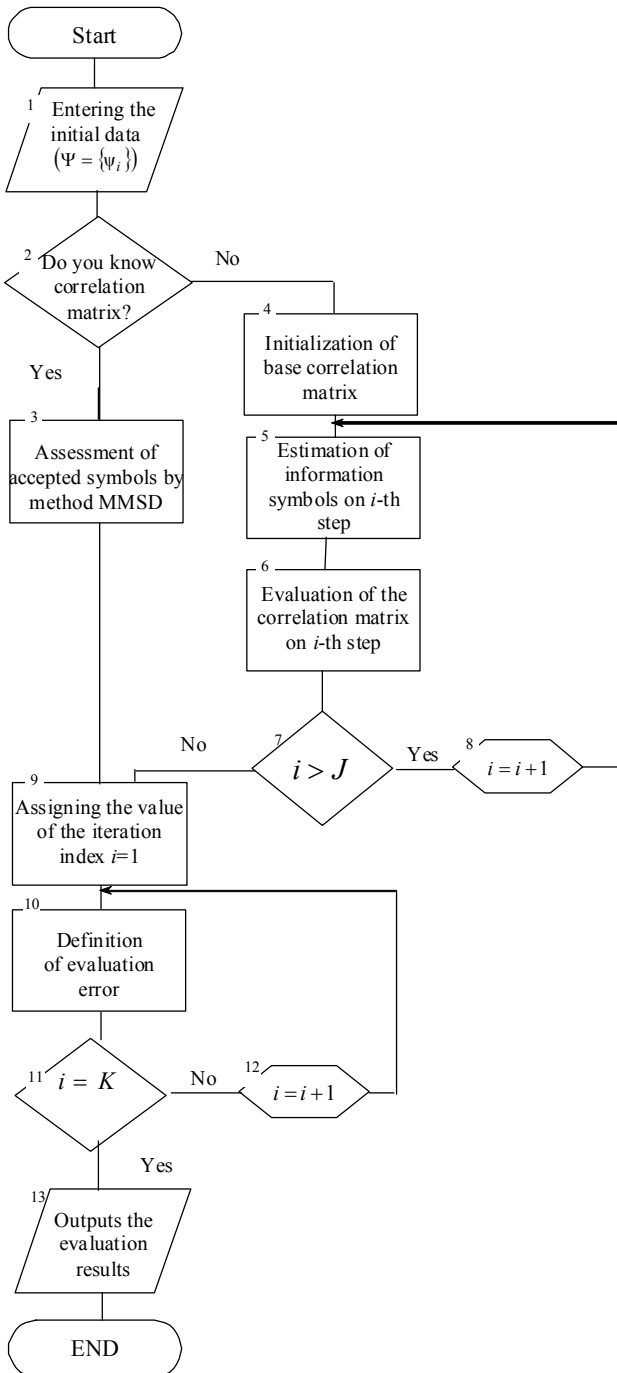 Start
1
Entering the
initial data
(Ψ = {ψi})
2
Do you know
correlation
matrix?
No
Yes
3
Assessment of
accepted symbols by
method MMSD
4
Initialization of
base correlation
matrix
5
Estimation of
information
symbols on i-th
step
6
Evaluation of the
correlation matrix
on i-th step
7
i > J
No
Yes
8
i = i+1
9
Assigning the value
of the iteration
index i=1
10
Definition
of evaluation
error
11
i = K
No
12
i = i+1
Yes
13
Outputs the
evaluation
results
END